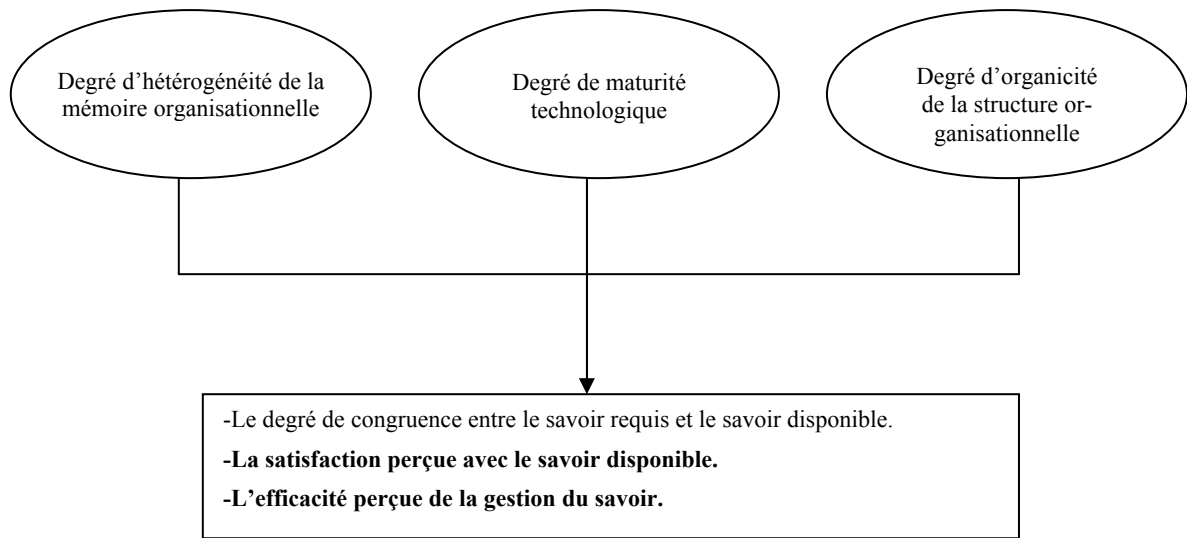 Degré d’hétérogénéité de la
mémoire organisationnelle
Degré de maturité
technologique
Degré d’organicité
de la structure or-
ganisationnelle
-Le degré de congruence entre le savoir requis et le savoir disponible.
-La satisfaction perçue avec le savoir disponible.
-L’efficacité perçue de la gestion du savoir.